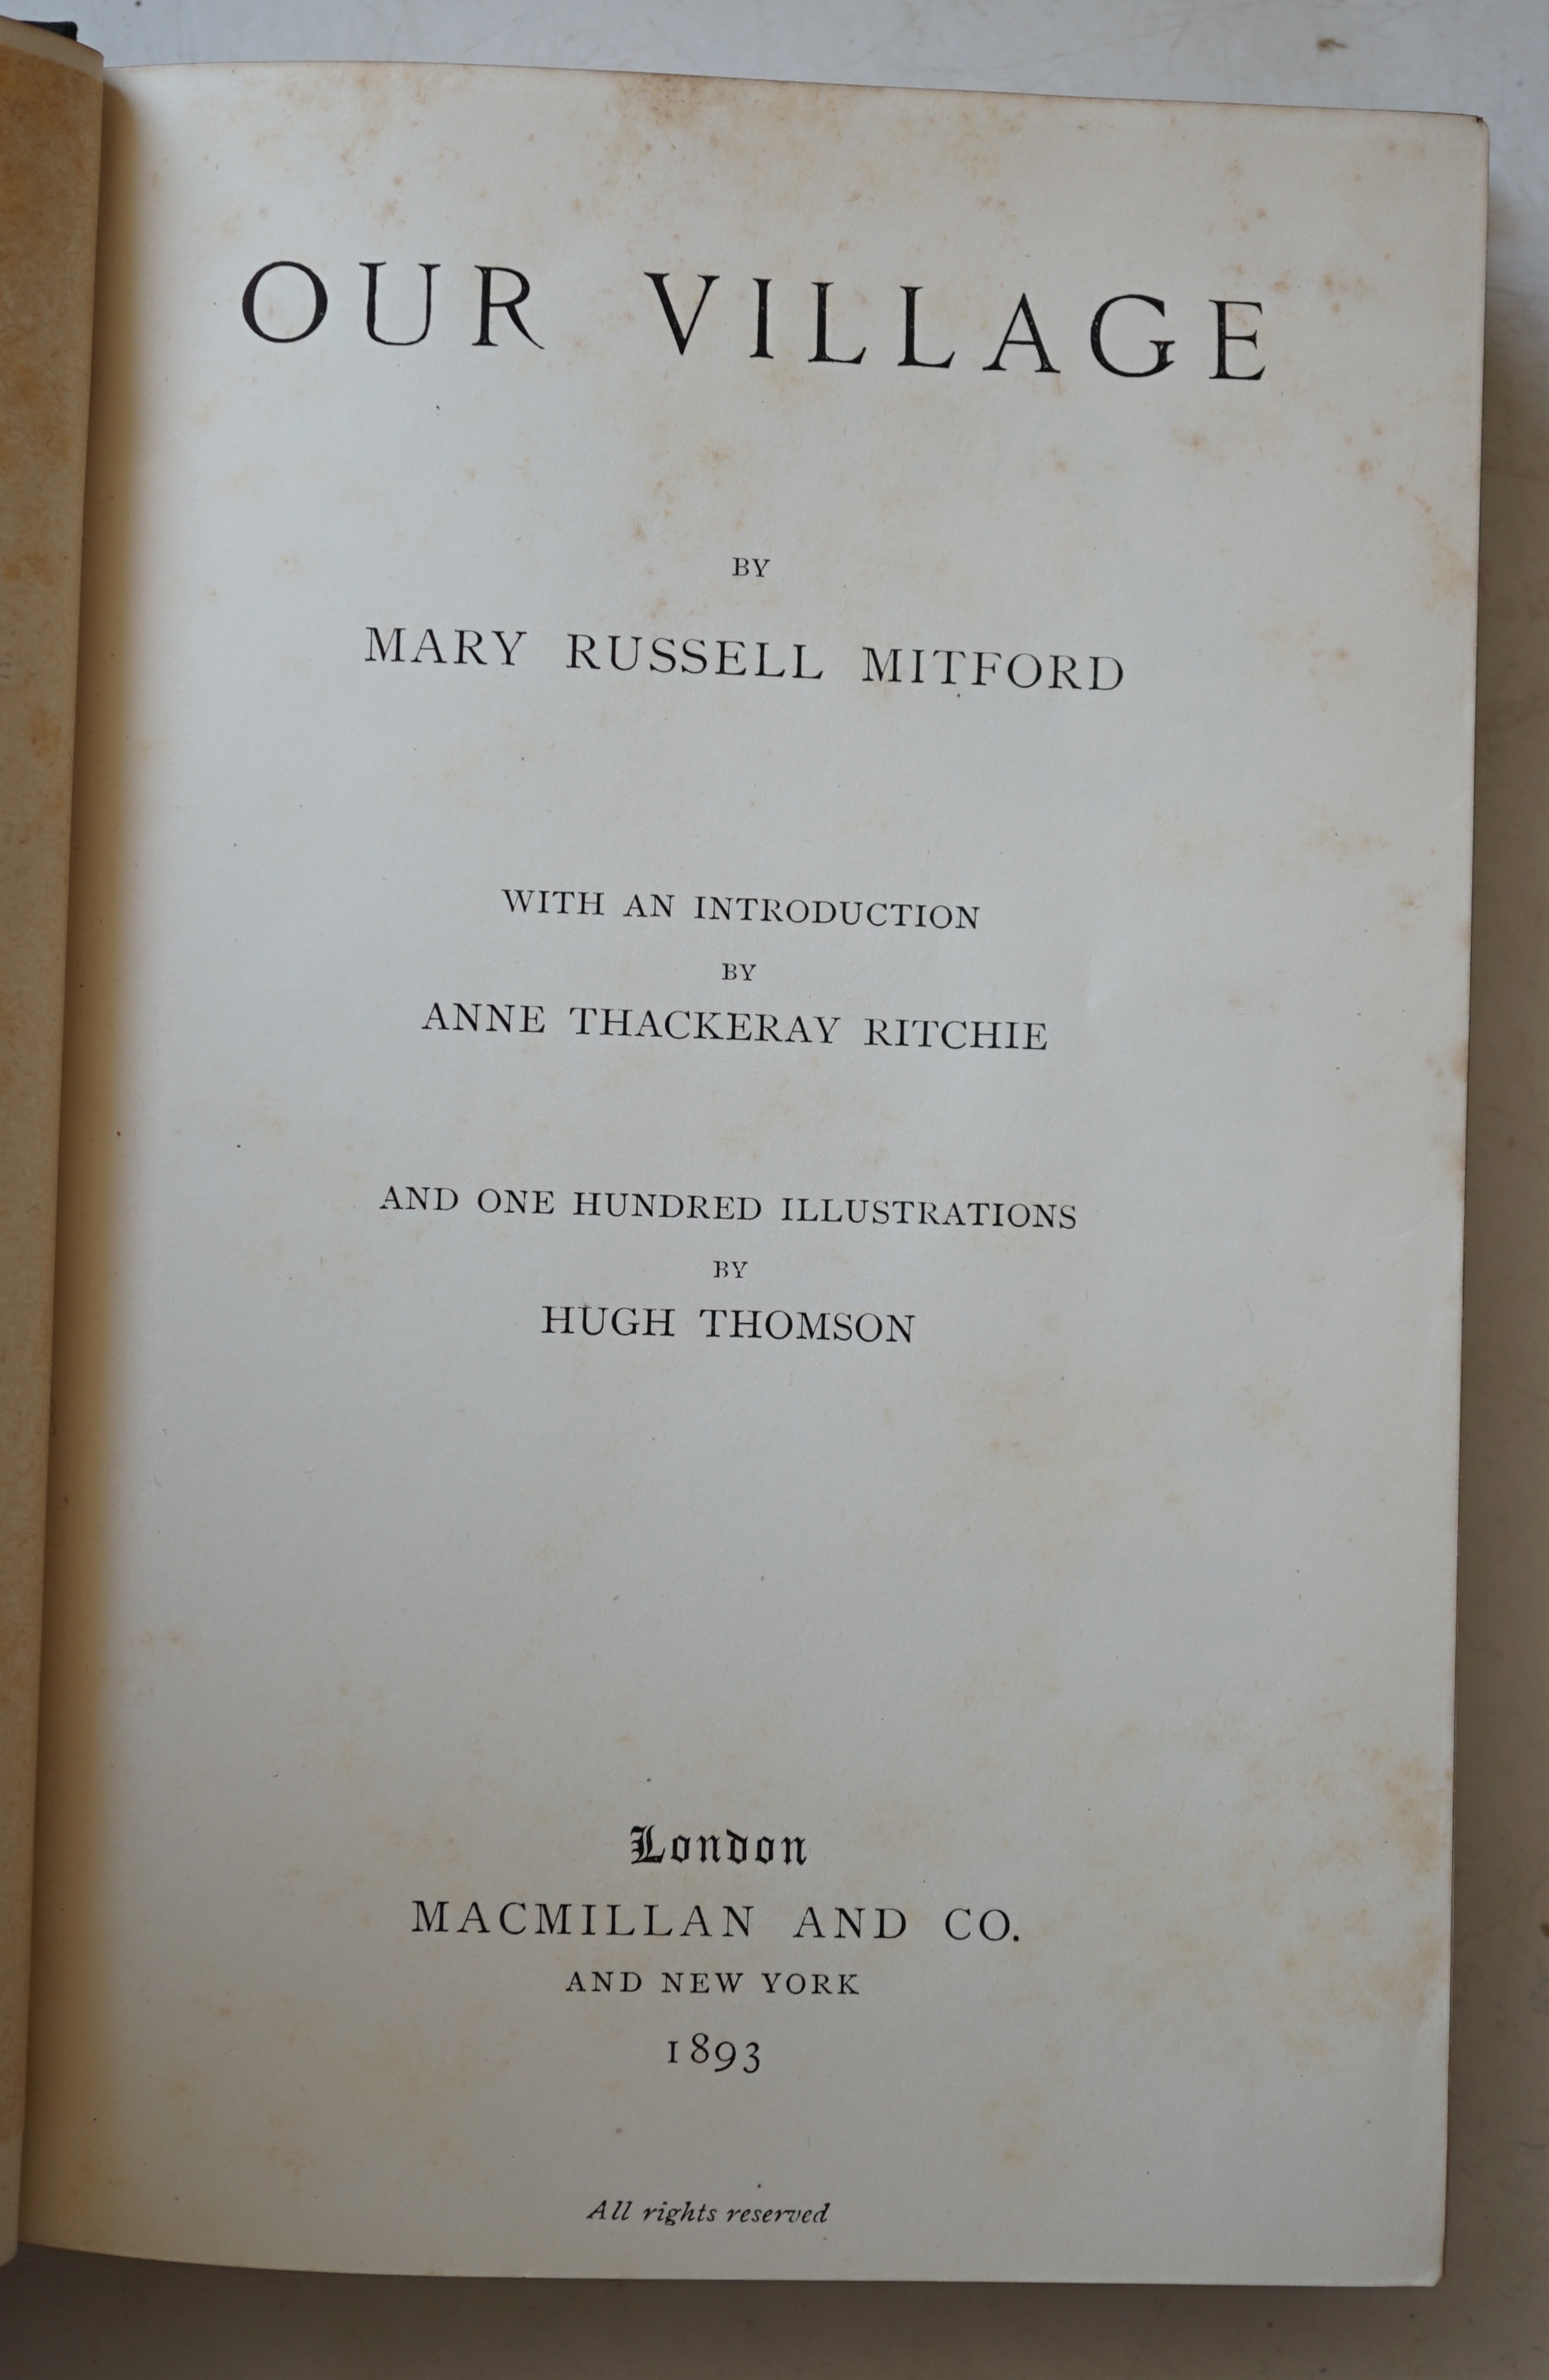 OUR VILLAGE
BY
MARY RUSSELL MITFORD
WITH AN INTRODUCTION
BY
ANNE THACKERAY RITCHIE
AND ONE HUNDRED ILLUSTRATIONS
BY
HUGH THOMSON
London
MACMILLAN AND CO.
AND NEW YORK
1893
All rights reserved